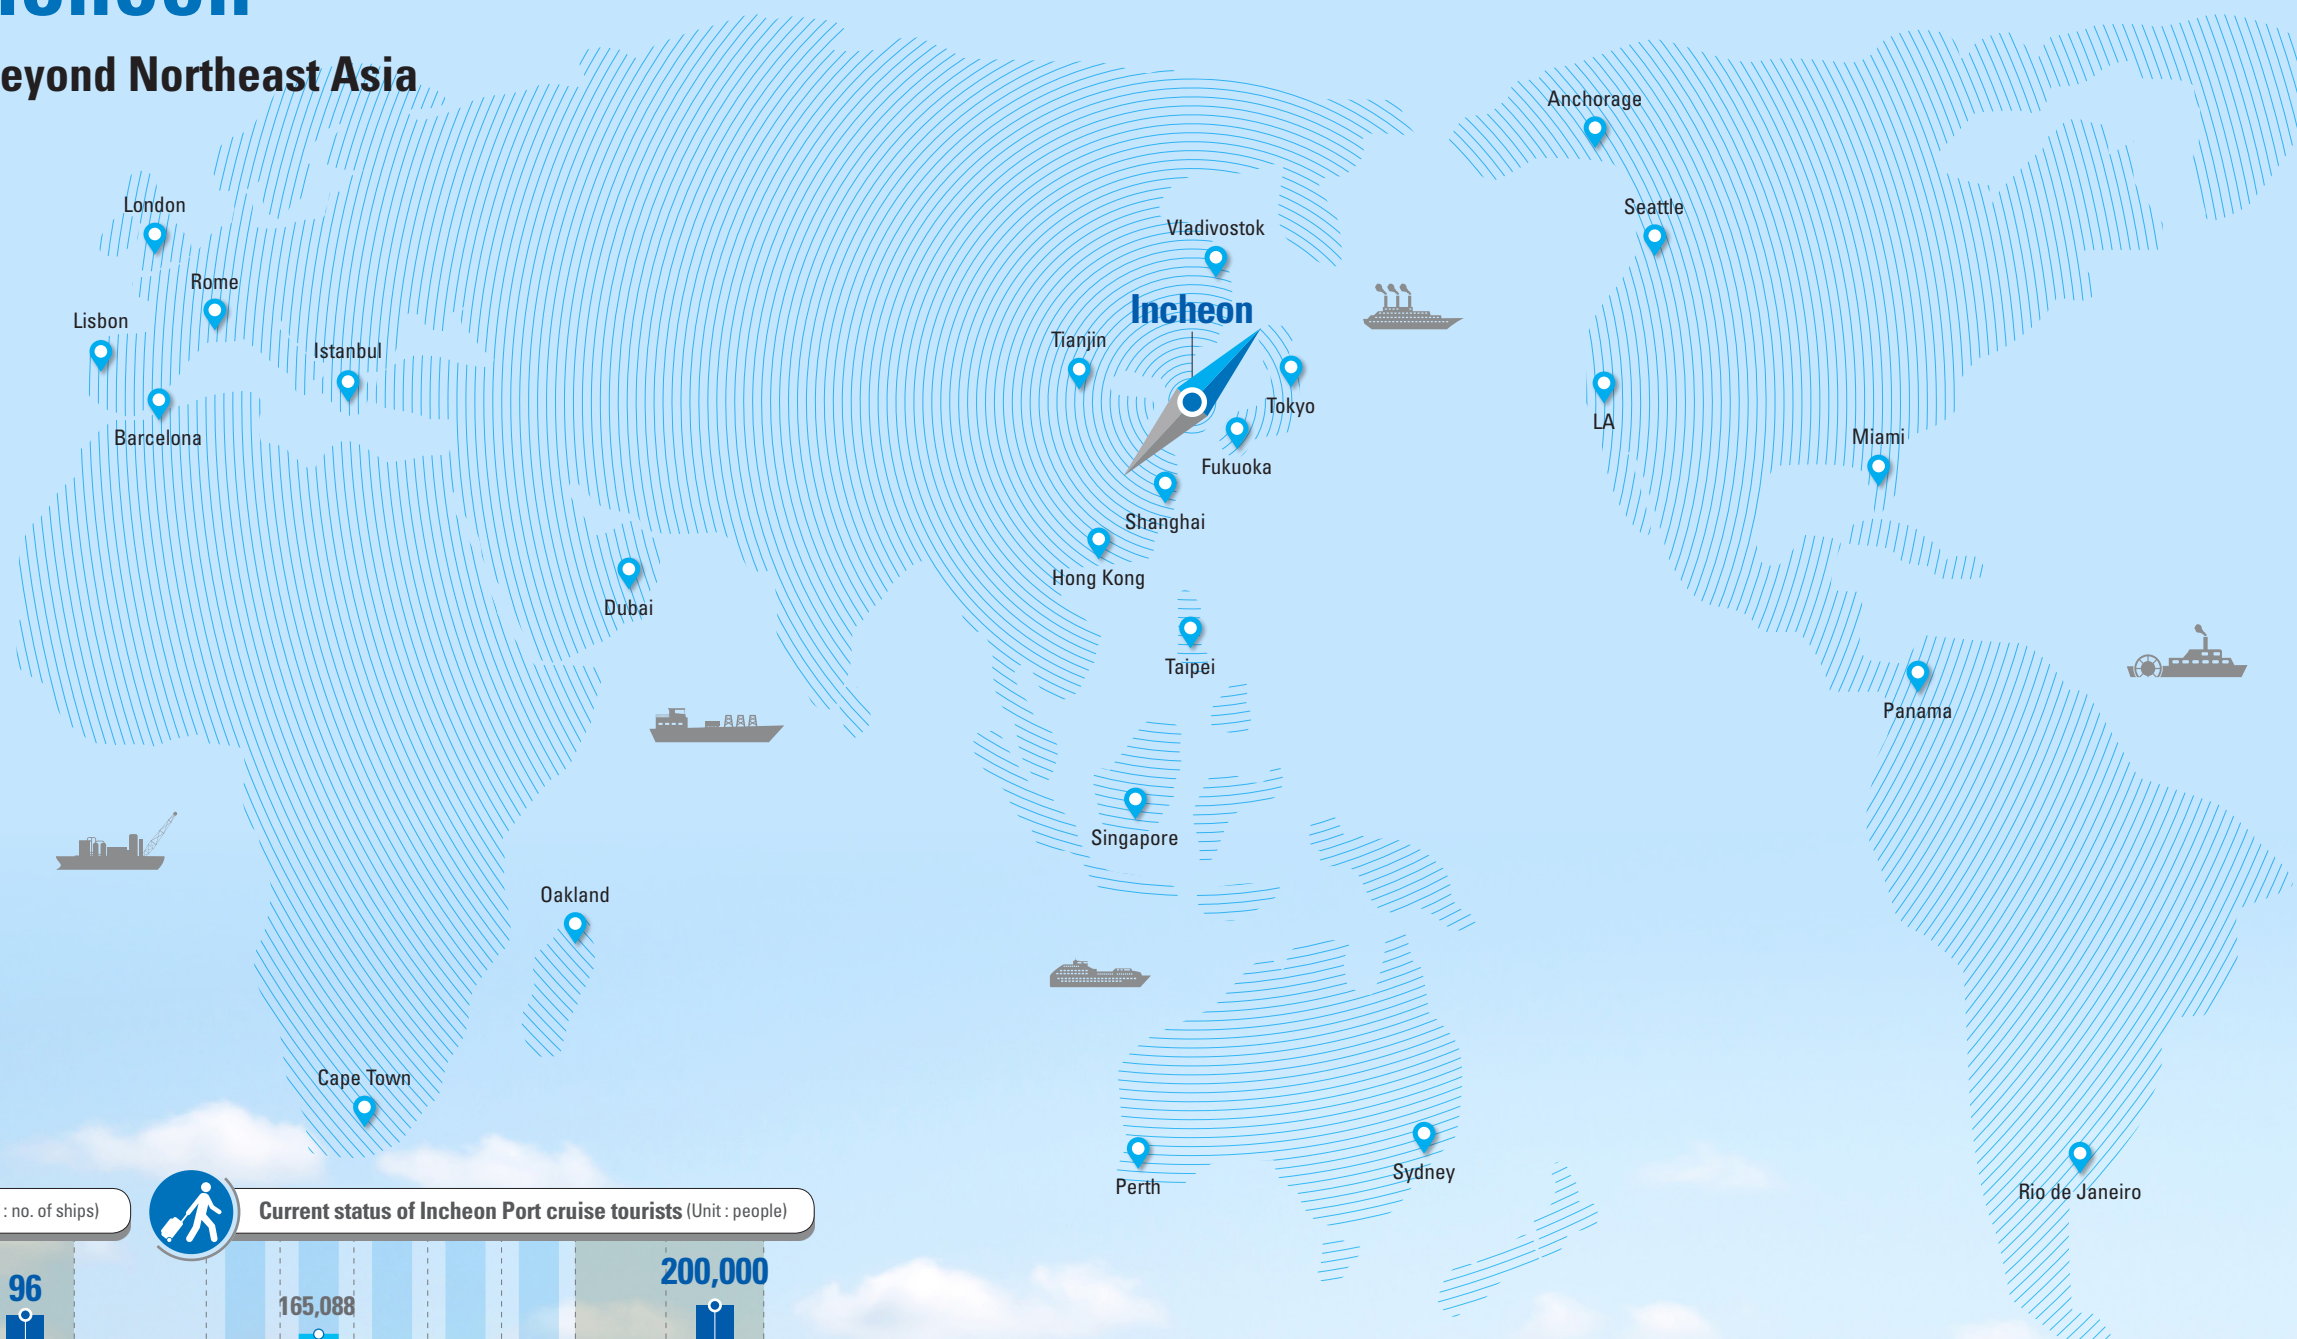 eyond Northeast Asia
Anchorage
London
Seattle
Vladivostok
Rome
Incheon
Lisbon
Tianjin
Istanbul
Tokyo
LA
Barcelona
Miami
Fukuoka
Shanghai
Hong Kong
Dubai
Taipei
Panama
Singapore
Oakland
Cape Town
Sydney
Perth
Rio de Janeiro
: no. of ships)
Current status of Incheon Port cruise tourists (Unit : people)
96
200,000
165,088